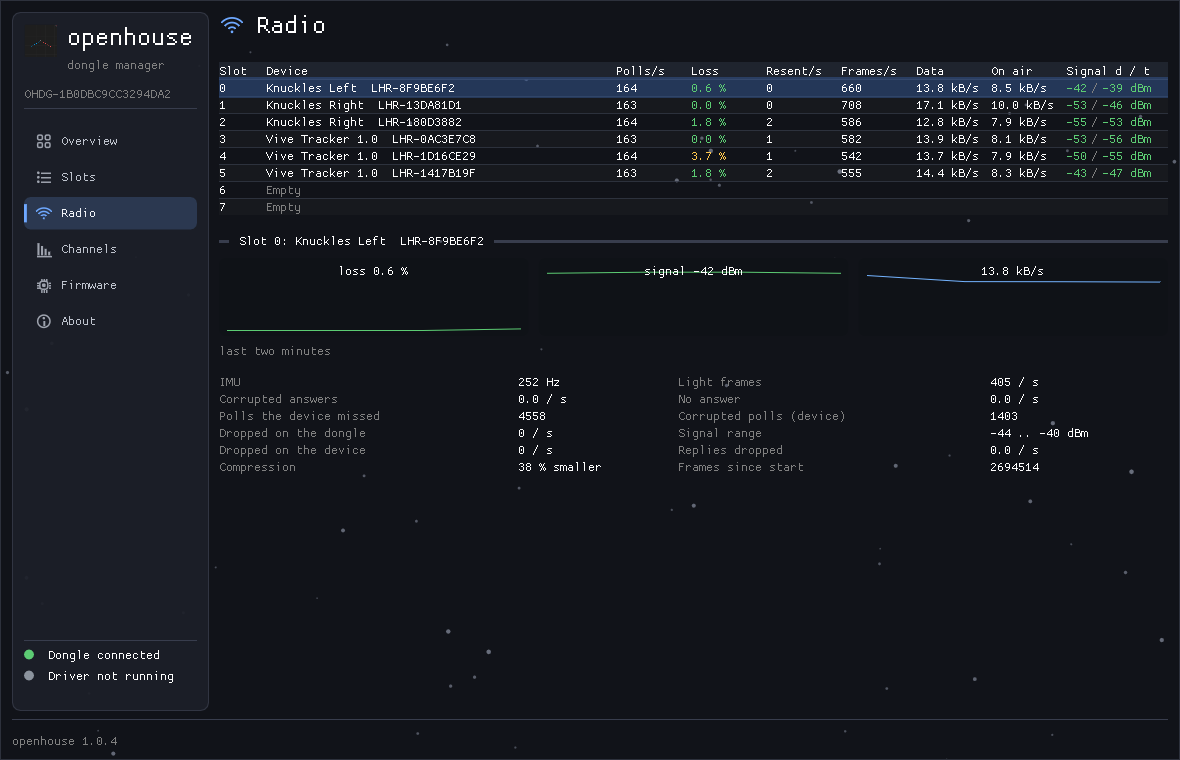 openhouse
dongle manager
OHDG-1B0DBC9CC3294DA2
Overview
Slots
Radio
Channels
Firmware
About
Dongle connected
Driver not running
Radio
Slot Device Polls/s Loss Resent/s Frames/s Data On air Signal d / t
0 Knuckles Left LHR-8F9BE6F2 164 0.6 % 0 660 13.8 kB/s 8.5 kB/s -42 / -39 dBm
1 Knuckles Right LHR-13DA81D1 163 0.0 % 0 708 17.1 kB/s 10.0 kB/s -53 / -46 dBm
2 Knuckles Right LHR-180D3882 164 1.8 % 2 586 12.8 kB/s 7.9 kB/s -55 / -53 dBm
3 Vive Tracker 1.0 LHR-0AC3E7C8 163 0.0 % 1 582 13.9 kB/s 8.1 kB/s -53 / -56 dBm
4 Vive Tracker 1.0 LHR-1D16CE29 164 3.7 % 1 542 13.7 kB/s 7.9 kB/s -50 / -55 dBm
5 Vive Tracker 1.0 LHR-1417B19F 163 1.8 % 2 555 14.4 kB/s 8.3 kB/s -43 / -47 dBm
6 Empty
7 Empty
Slot 0: Knuckles Left LHR-8F9BE6F2
loss 0.6 % signal -42 dBm 13.8 kB/s
last two minutes
IMU 252 Hz Light frames 405 / s
Corrupted answers 0.0 / s No answer 0.0 / s
Polls the device missed 4558 Corrupted polls (device) 1403
Dropped on the dongle 0 / s Signal range -44 .. -40 dBm
Dropped on the device 0 / s Replies dropped 0.0 / s
Compression 38 % smaller Frames since start 2694514
openhouse 1.0.4